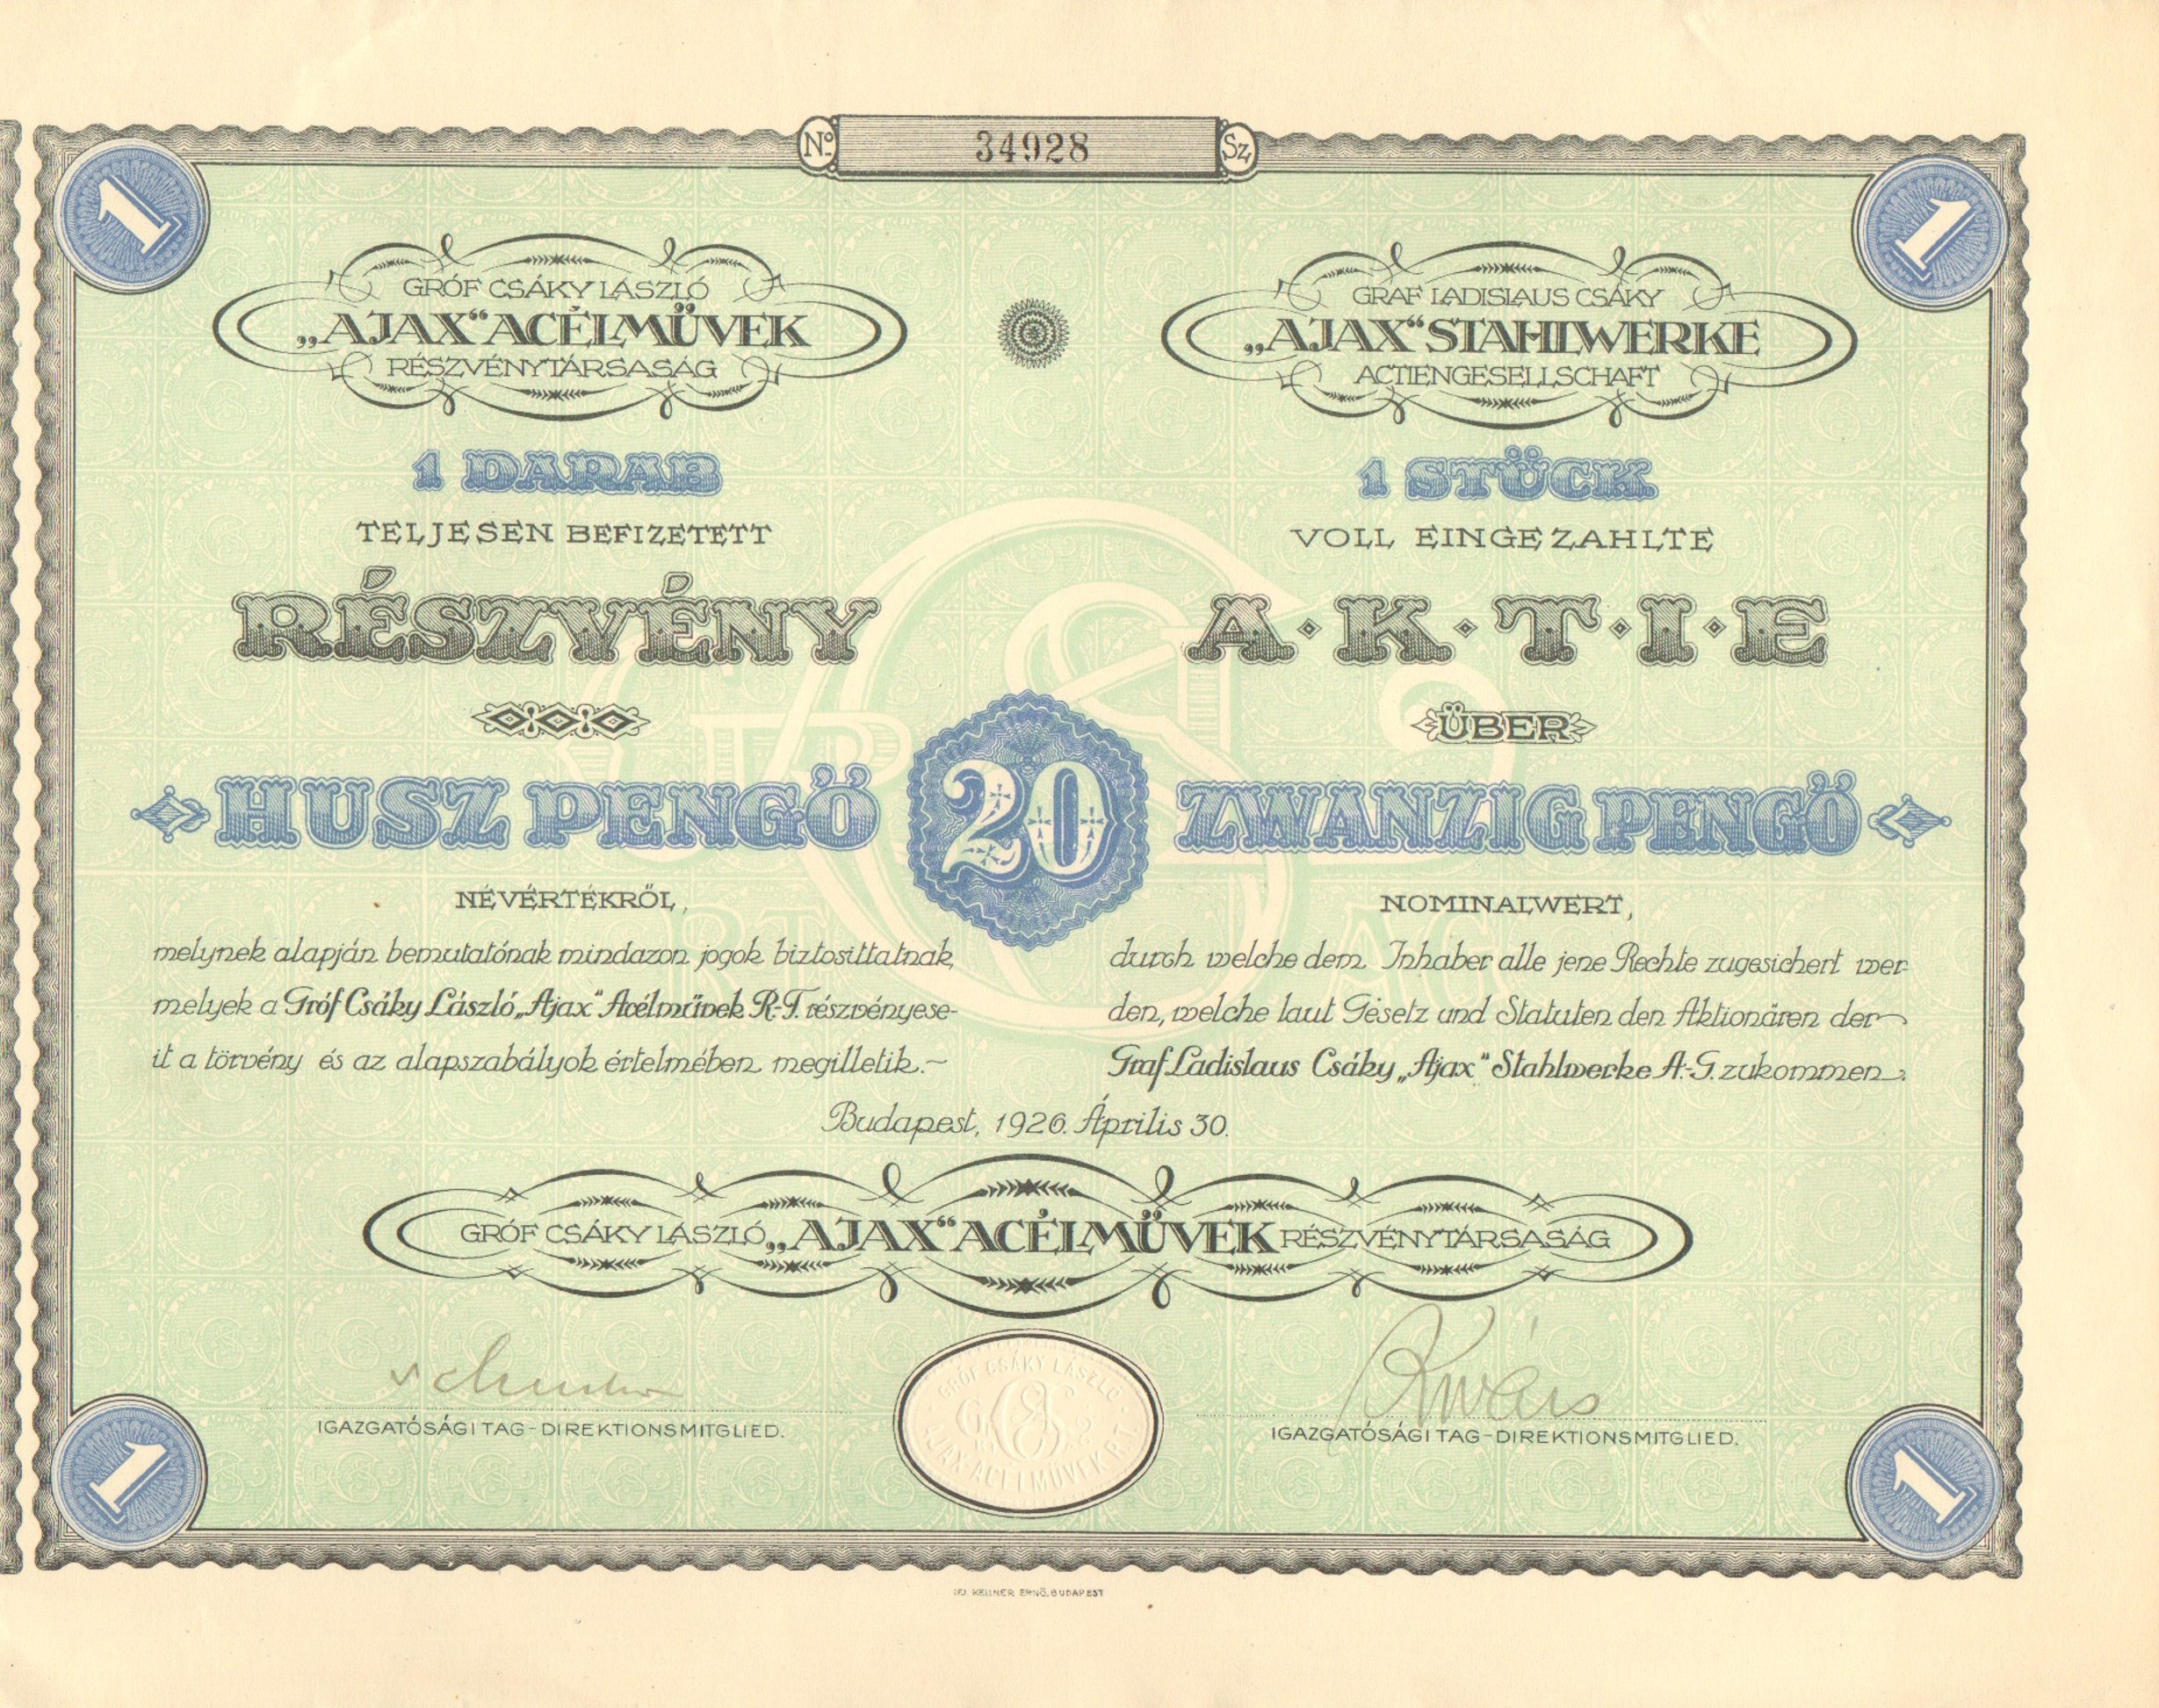 Nº 34928 Sz
1
1
GRÓF CSÁKY LÁSZLÓ
„AJAX“ ACÉLMŰVEK
RÉSZVÉNYTÁRSASÁG
1 DARAB
TELJESEN BEFIZETETT
RÉSZVÉNY
HUSZ PENGŐ
NÉVÉRTÉKRŐL,
melynek alapján bemutatónak mindazon jogok biztosittatnak,
melyek a Gróf Csáky László „Ajax“ Acélművek R.-T. részvényese-
it a törvény és az alapszabályok értelmében megilletik.
20
GRAF LADISLAUS CSÁKY
„AJAX“ STAHLWERKE
ACTIENGESELLSCHAFT
1 STÜCK
VOLL EINGEZAHLTE
A·K·T·I·E
ÜBER
ZWANZIG PENGÖ
NOMINALWERT,
durch welche dem Inhaber alle jene Rechte zugesichert wer-
den, welche laut Gesetz und Statuten den Aktionären der
Graf Ladislaus Csáky „Ajax“ Stahlwerke A.-G. zukommen.
Budapest, 1926. Április 30.
GRÓF CSÁKY LÁSZLÓ „AJAX“ ACÉLMŰVEK RÉSZVÉNYTÁRSASÁG
GRÓF CSÁKY LÁSZLÓ
AJAX ACÉLMŰVEK R.T.
IGAZGATÓSÁGI TAG - DIREKTIONSMITGLIED.
IGAZGATÓSÁGI TAG - DIREKTIONSMITGLIED.
1
1
KELLNER ERNŐ, BUDAPEST